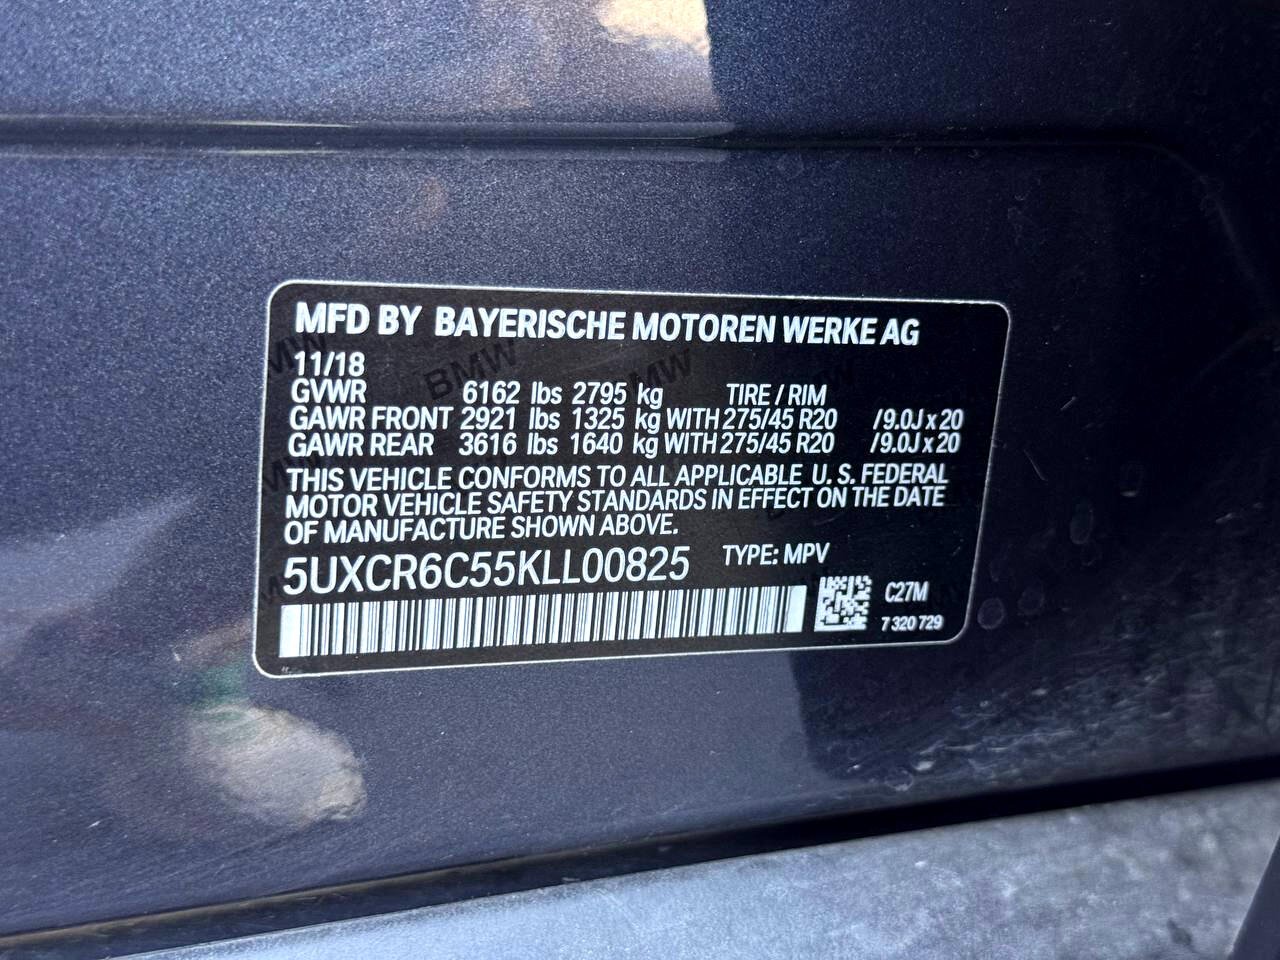 MFD BY BAYERISCHE MOTOREN WERKE AG
11/18
GVWR 6162 lbs 2795 kg TIRE / RIM
GAWR FRONT 2921 lbs 1325 kg WITH 275/45 R20 /9.0J x 20
GAWR REAR 3616 lbs 1640 kg WITH 275/45 R20 /9.0J x 20
THIS VEHICLE CONFORMS TO ALL APPLICABLE U. S. FEDERAL
MOTOR VEHICLE SAFETY STANDARDS IN EFFECT ON THE DATE
OF MANUFACTURE SHOWN ABOVE.
5UXCR6C55KLL00825 TYPE: MPV
C27M
7 320 729